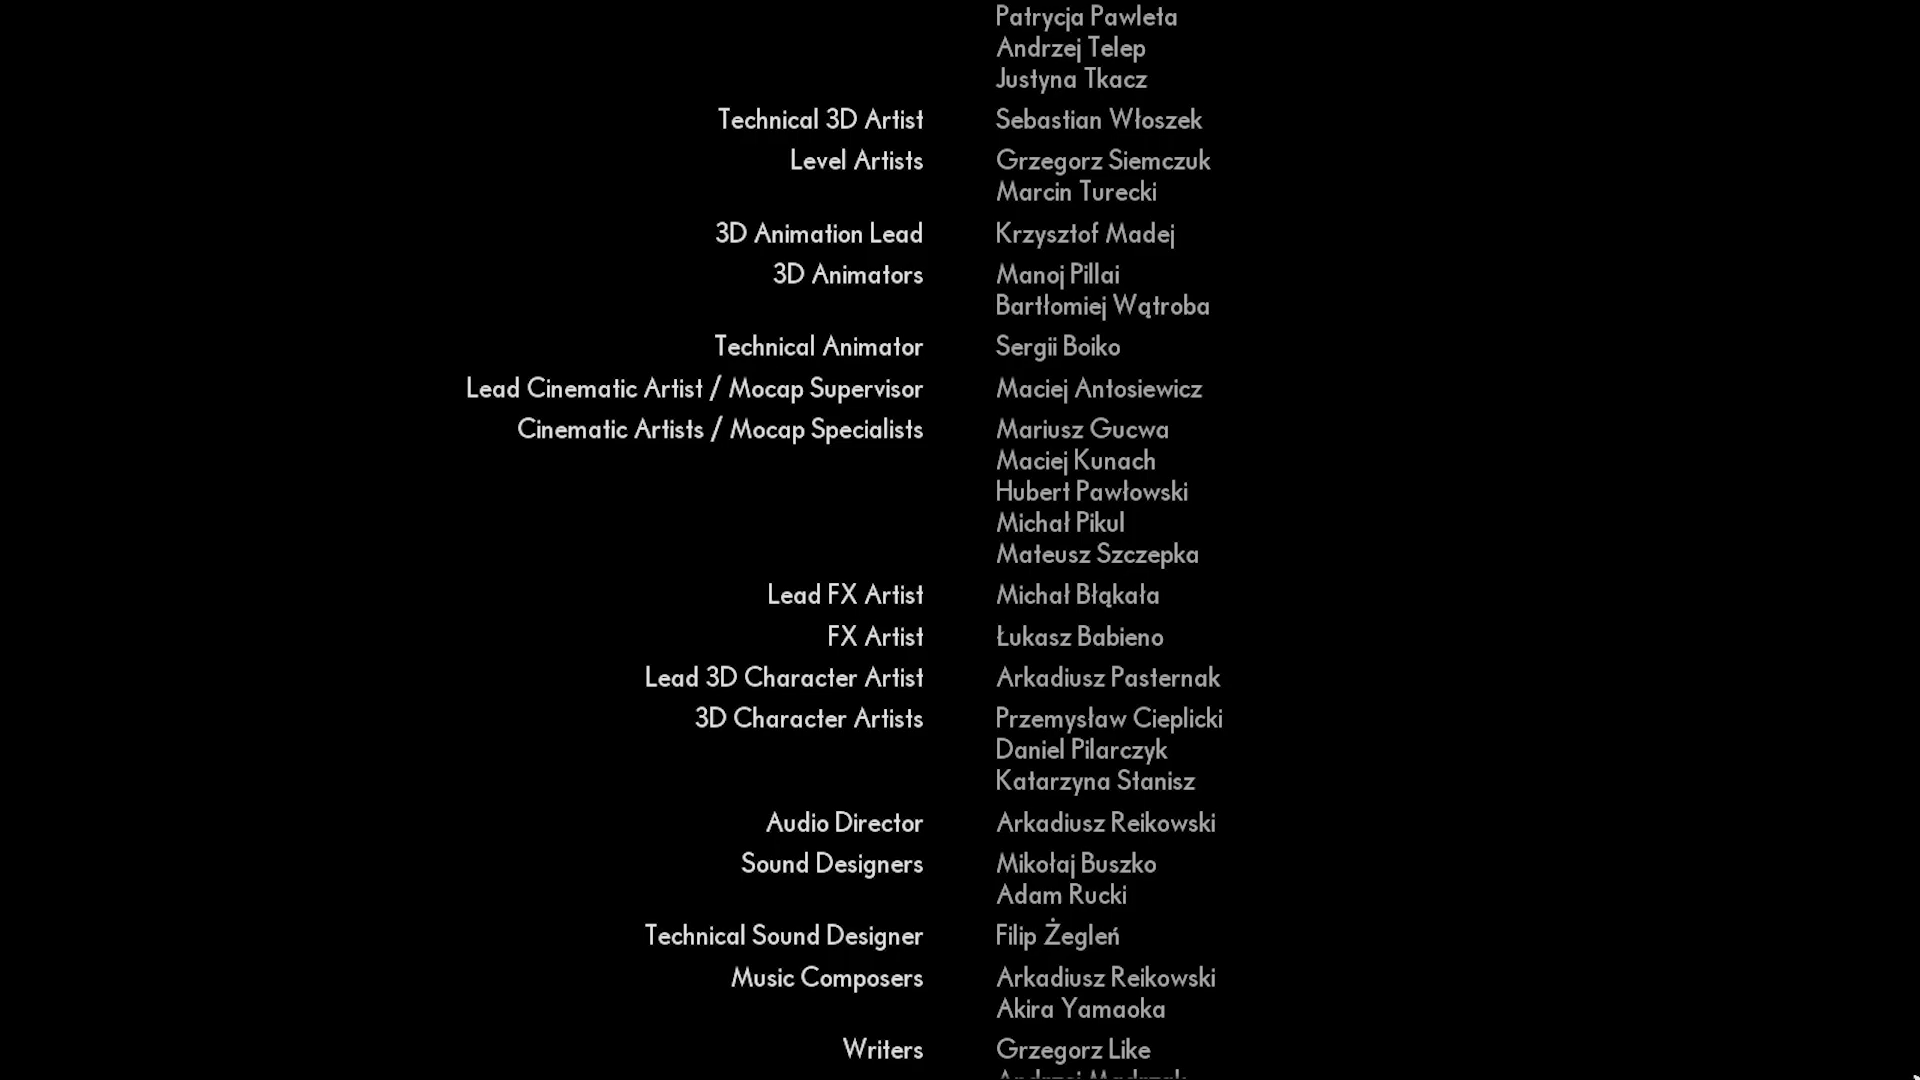 Patrycja Pawleta
Andrzej Telep
Justyna Tkacz
Technical 3D Artist Sebastian Włoszek
Level Artists Grzegorz Siemczuk
Marcin Turecki
3D Animation Lead Krzysztof Madej
3D Animators Manoj Pillai
Bartłomiej Wątroba
Technical Animator Sergii Boiko
Lead Cinematic Artist / Mocap Supervisor Maciej Antosiewicz
Cinematic Artists / Mocap Specialists Mariusz Gucwa
Maciej Kunach
Hubert Pawłowski
Michał Pikul
Mateusz Szczepka
Lead FX Artist Michał Błąkała
FX Artist Łukasz Babieno
Lead 3D Character Artist Arkadiusz Pasternak
3D Character Artists Przemysław Cieplicki
Daniel Pilarczyk
Katarzyna Stanisz
Audio Director Arkadiusz Reikowski
Sound Designers Mikołaj Buszko
Adam Rucki
Technical Sound Designer Filip Żegleń
Music Composers Arkadiusz Reikowski
Akira Yamaoka
Writers Grzegorz Like